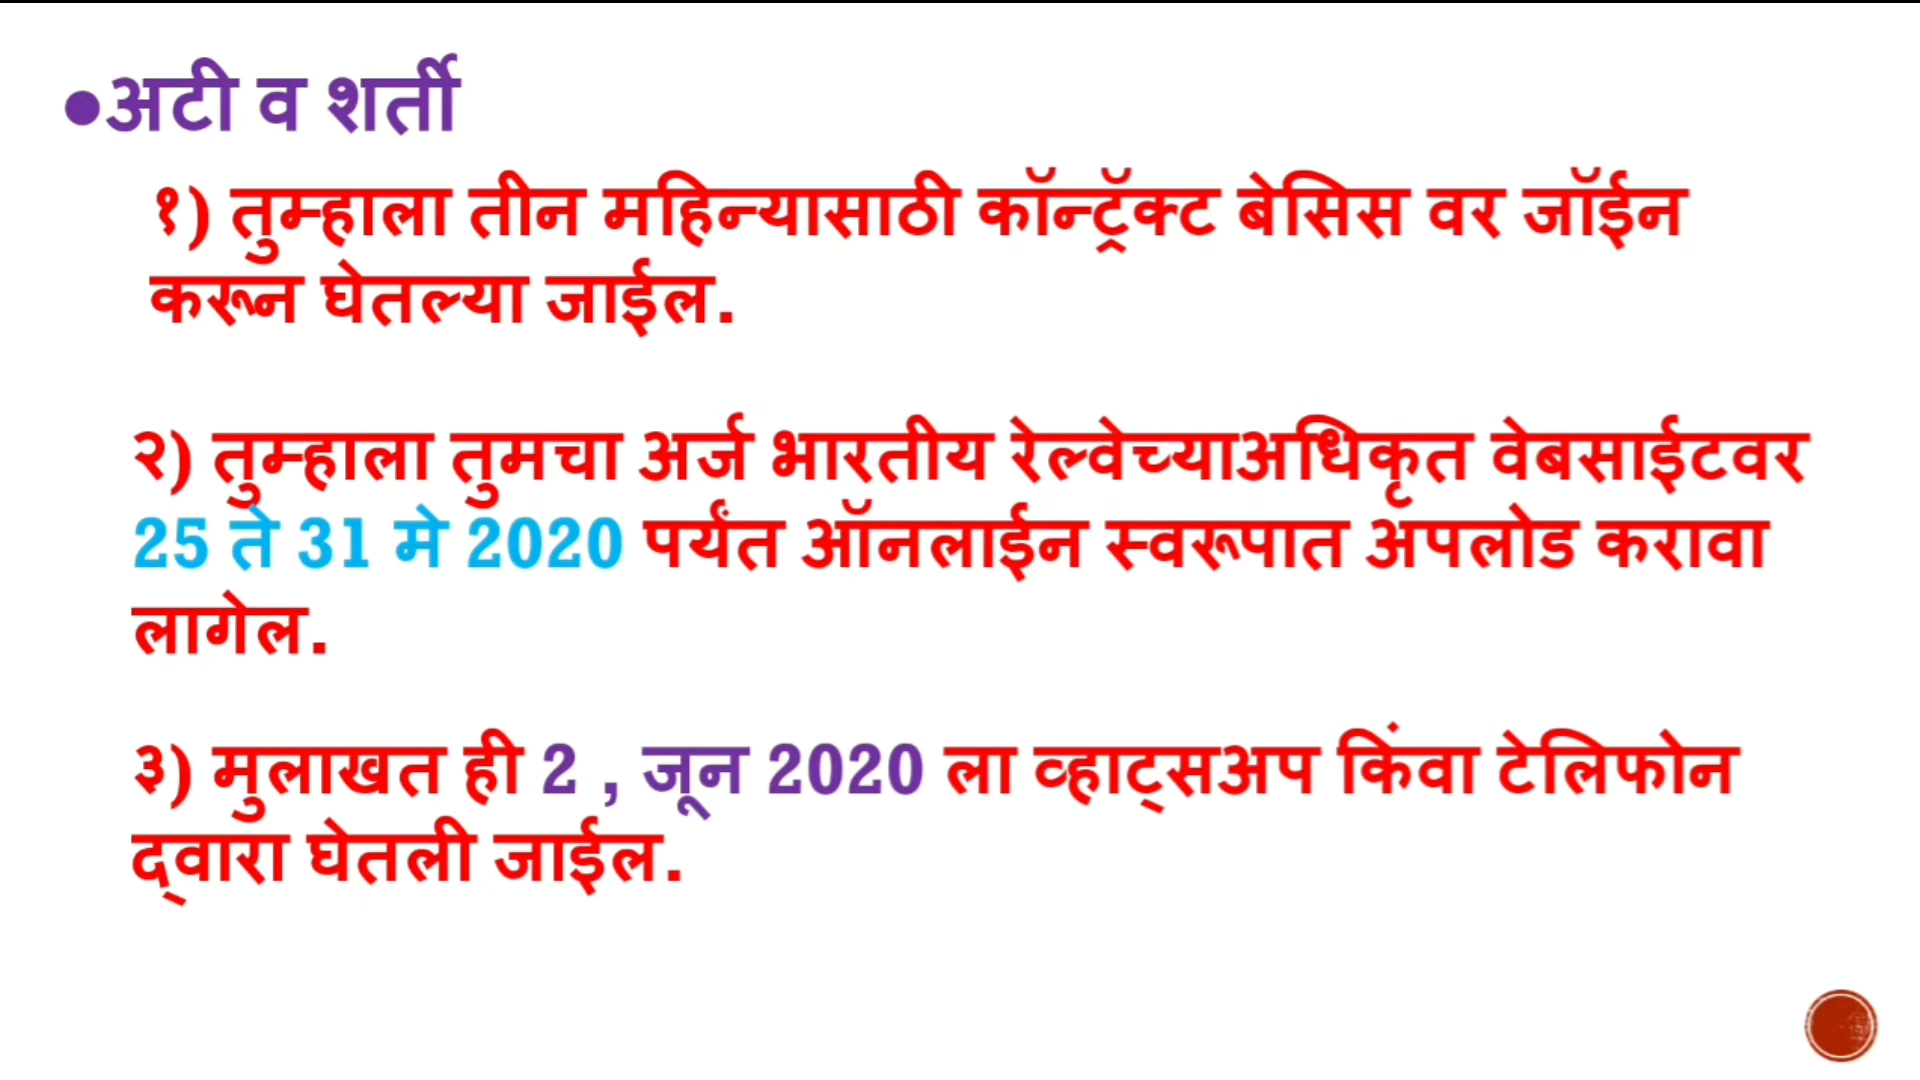 ●अटी व शर्ती
१) तुम्हाला तीन महिन्यासाठी कॉन्ट्रॅक्ट बेसिस वर जॉईन
करून घेतल्या जाईल.
२) तुम्हाला तुमचा अर्ज भारतीय रेल्वेच्याअधिकृत वेबसाईटवर
25 ते 31 मे 2020 पर्यंत ऑनलाईन स्वरूपात अपलोड करावा
लागेल.
३) मुलाखत ही 2 , जून 2020 ला व्हाट्सअप किंवा टेलिफोन
द्वारा घेतली जाईल.